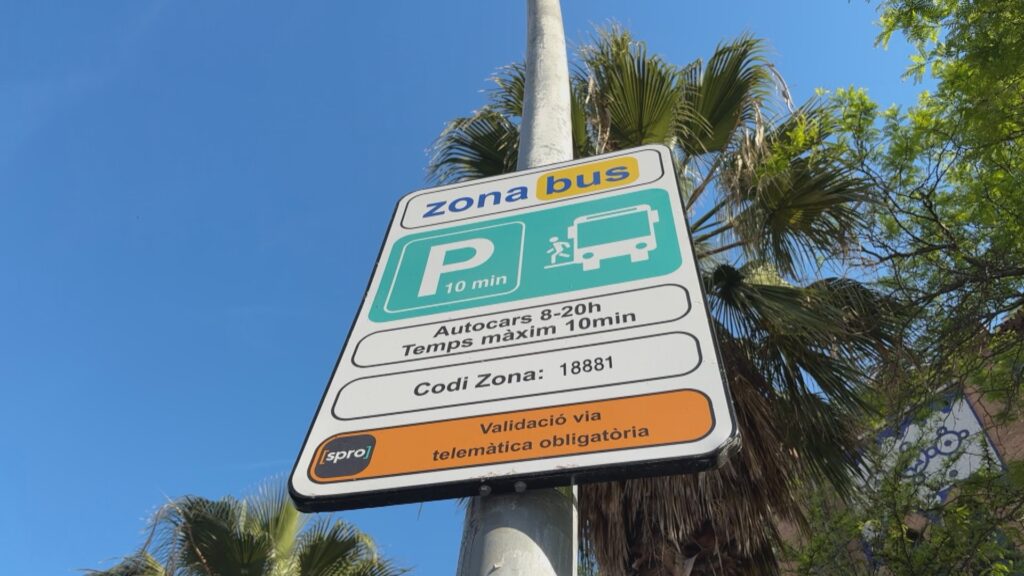 zona bus
P
10 min
Autocars 8-20h
Temps màxim 10min
Codi Zona: 18881
Validació via
telemàtica obligatòria
[spro]